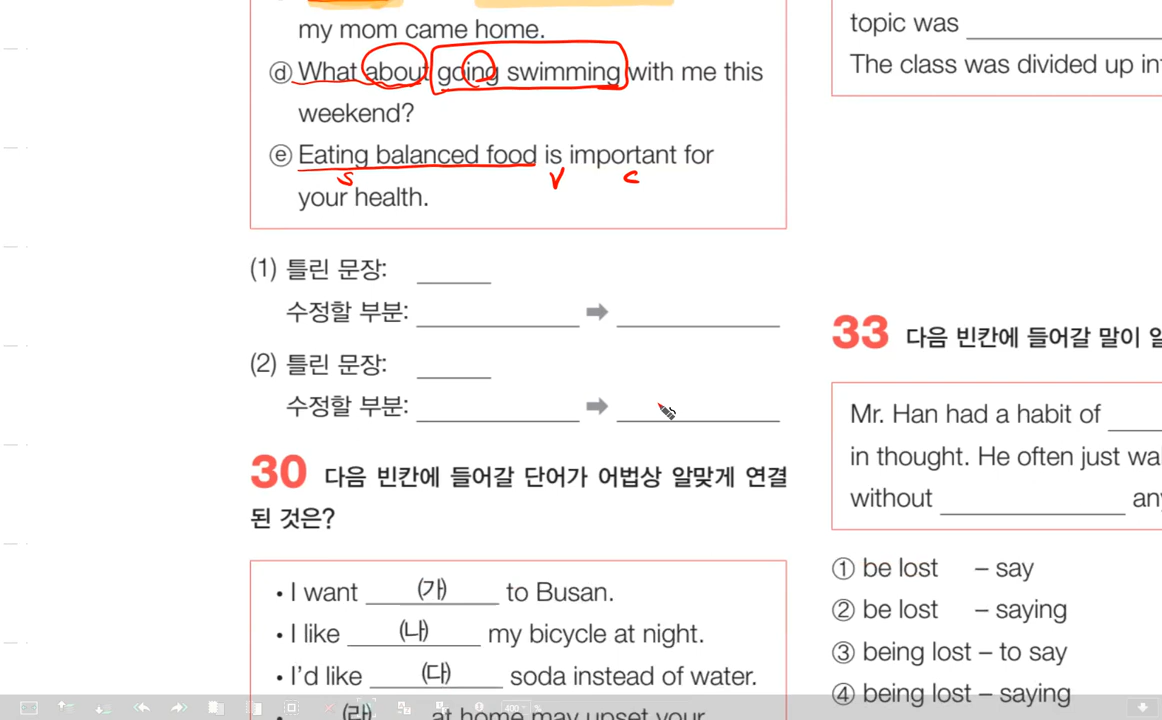 my mom came home.
ⓓ What about going swimming with me this
weekend?
ⓔ Eating balanced food is important for
S V C
your health.
(1) 틀린 문장:
수정할 부분: ➡
(2) 틀린 문장:
수정할 부분: ➡
30 다음 빈칸에 들어갈 단어가 어법상 알맞게 연결
된 것은?
• I want (가) to Busan.
• I like (나) my bicycle at night.
• I'd like (다) soda instead of water.
• (라) at home may upset your
topic was
The class was divided up
33 다음 빈칸에 들어갈 말이
Mr. Han had a habit of
in thought. He often just
without
① be lost – say
② be lost – saying
③ being lost – to say
④ being lost – saying